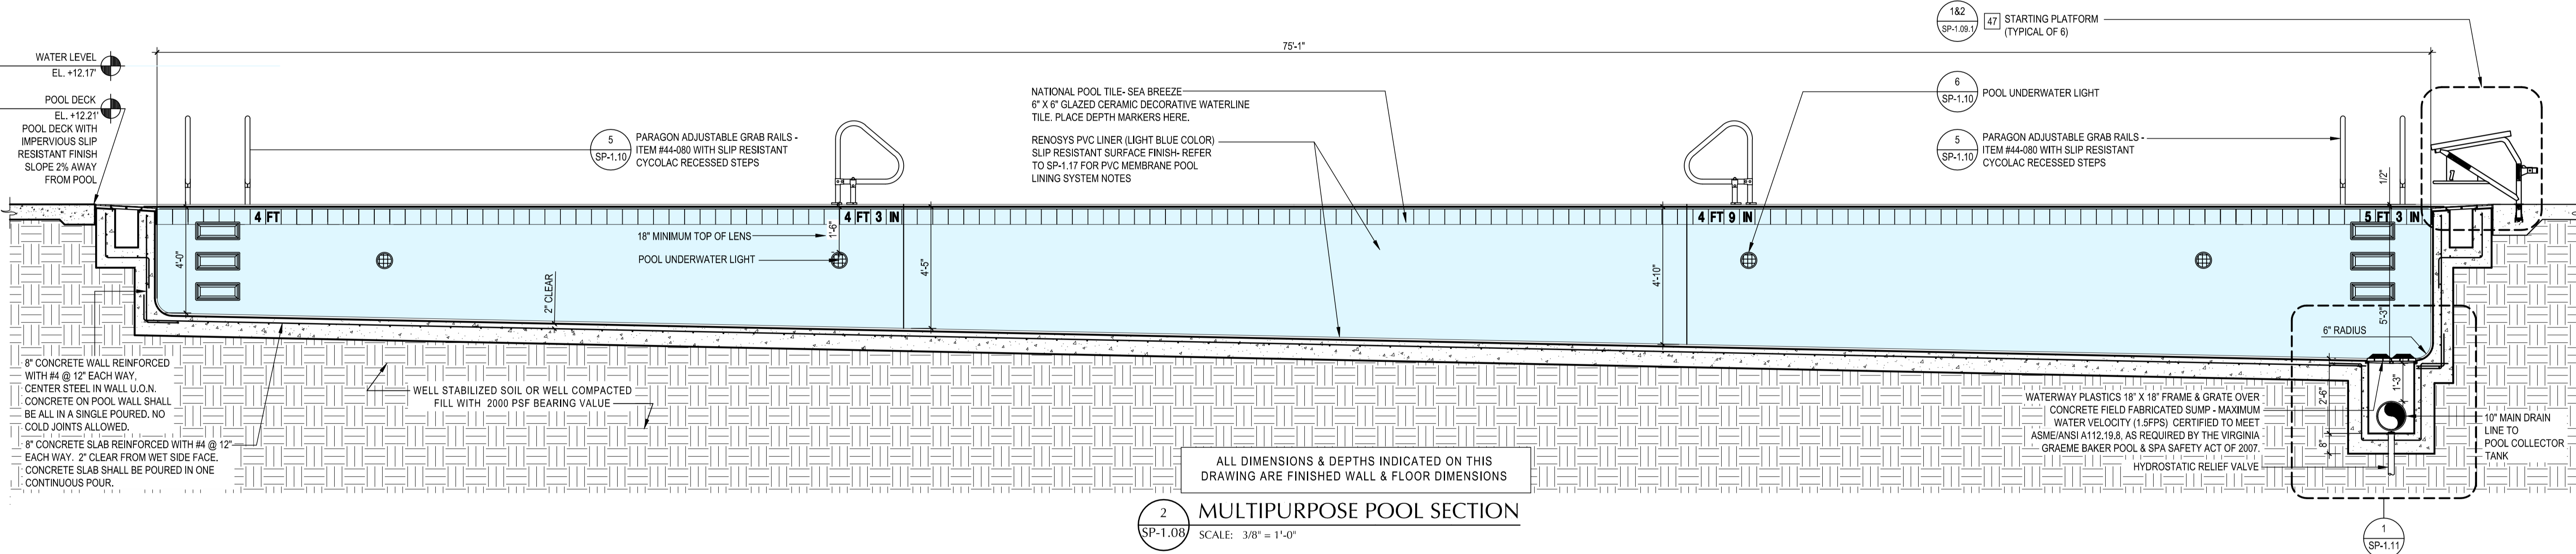 WATER LEVEL
EL. +12.17'
POOL DECK
EL. +12.21'
POOL DECK WITH
IMPERVIOUS SLIP
RESISTANT FINISH
SLOPE 2% AWAY
FROM POOL
75'-1"
1&2
SP-1.09.1
47
STARTING PLATFORM
(TYPICAL OF 6)
5
SP-1.10
PARAGON ADJUSTABLE GRAB RAILS -
ITEM #44-080 WITH SLIP RESISTANT
CYCOLAC RECESSED STEPS
NATIONAL POOL TILE- SEA BREEZE
6" X 6" GLAZED CERAMIC DECORATIVE WATERLINE
TILE. PLACE DEPTH MARKERS HERE.
RENOSYS PVC LINER (LIGHT BLUE COLOR)
SLIP RESISTANT SURFACE FINISH- REFER
TO SP-1.17 FOR PVC MEMBRANE POOL
LINING SYSTEM NOTES
6
SP-1.10
POOL UNDERWATER LIGHT
5
SP-1.10
PARAGON ADJUSTABLE GRAB RAILS -
ITEM #44-080 WITH SLIP RESISTANT
CYCOLAC RECESSED STEPS
1/2"
4 FT
4 FT 3 IN
4 FT 9 IN
5 FT 3 IN
18" MINIMUM TOP OF LENS
1'-6"
POOL UNDERWATER LIGHT
4'-0"
2" CLEAR
4'-5"
4'-10"
5'-3"
6" RADIUS
8" CONCRETE WALL REINFORCED
WITH #4 @ 12" EACH WAY,
CENTER STEEL IN WALL U.O.N.
CONCRETE ON POOL WALL SHALL
BE ALL IN A SINGLE POURED. NO
COLD JOINTS ALLOWED.
8" CONCRETE SLAB REINFORCED WITH #4 @ 12"
EACH WAY. 2" CLEAR FROM WET SIDE FACE.
CONCRETE SLAB SHALL BE POURED IN ONE
CONTINUOUS POUR.
WELL STABILIZED SOIL OR WELL COMPACTED
FILL WITH 2000 PSF BEARING VALUE
ALL DIMENSIONS & DEPTHS INDICATED ON THIS
DRAWING ARE FINISHED WALL & FLOOR DIMENSIONS
WATERWAY PLASTICS 18" X 18" FRAME & GRATE OVER
CONCRETE FIELD FABRICATED SUMP - MAXIMUM
WATER VELOCITY (1.5FPS) CERTIFIED TO MEET
ASME/ANSI A112,19,8, AS REQUIRED BY THE VIRGINIA
GRAEME BAKER POOL & SPA SAFETY ACT OF 2007.
HYDROSTATIC RELIEF VALVE
2'-6"
1'-3"
8"
10" MAIN DRAIN
LINE TO
POOL COLLECTOR
TANK
2
SP-1.08
MULTIPURPOSE POOL SECTION
SCALE: 3/8" = 1'-0"
1
SP-1.11